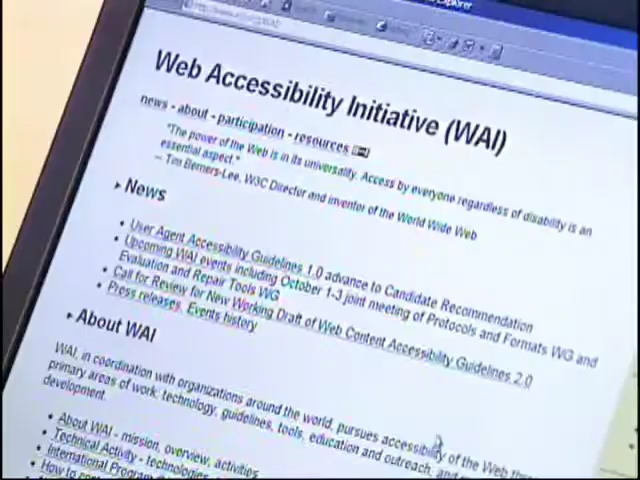 Explorer
Web Accessibility Initiative (WAI)
news - about - participation - resources
"The power of the Web is in its universality. Access by everyone regardless of disability is an
essential aspect."
-- Tim Berners-Lee, W3C Director and inventor of the World Wide Web
News
User Agent Accessibility Guidelines 1.0 advance to Candidate Recommendation
Upcoming WAI events including October 1-3 joint meeting of Protocols and Formats WG and
Evaluation and Repair Tools WG
Call for Review for New Working Draft of Web Content Accessibility Guidelines 2.0
Press releases, Events history
About WAI
WAI, in coordination with organizations around the world, pursues accessibility of the Web
primary areas of work: technology, guidelines, tools, education and outreach, and
development.
About WAI - mission, overview, activities
Technical Activity - technologies,
International Program
How to